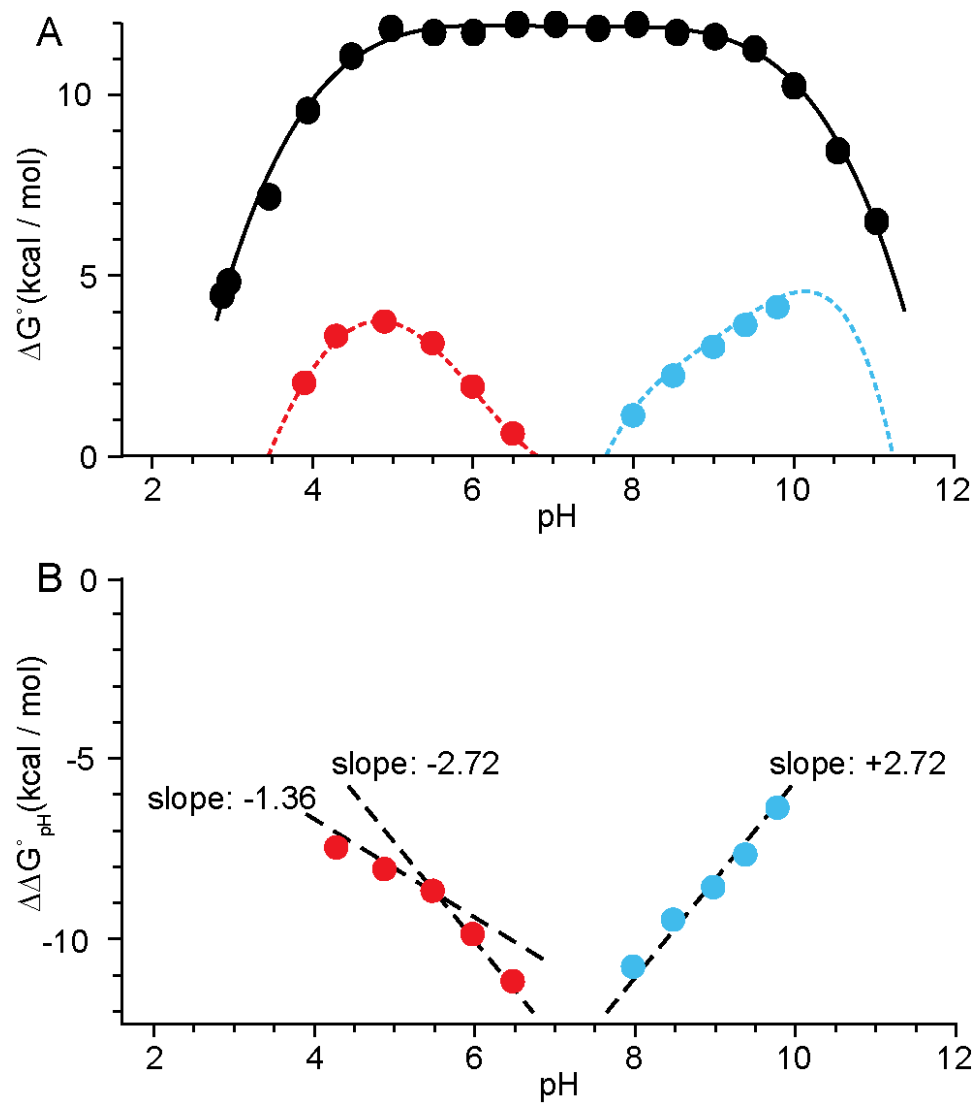 A
10
5
0
ΔG°(kcal / mol)
2 4 6 8 10 12
pH
B
0
-5
-10
ΔΔG°pH(kcal / mol)
slope: -2.72
slope: +2.72
slope: -1.36
2 4 6 8 10 12
pH